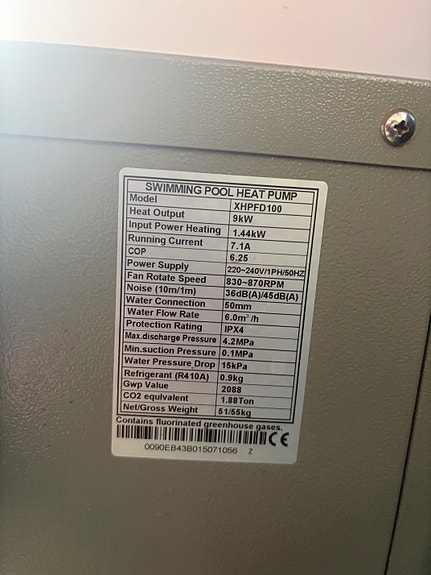 SWIMMING POOL HEAT PUMP
Model XHPFD100
Heat Output 9kW
Input Power Heating 1.44kW
Running Current 7.1A
COP 6.25
Power Supply 220~240V/1PH/50HZ
Fan Rotate Speed 830~870RPM
Noise (10m/1m) 36dB(A)/45dB(A)
Water Connection 50mm
Water Flow Rate 6.0m³/h
Protection Rating IPX4
Max.discharge Pressure 4.2MPa
Min.suction Pressure 0.1MPa
Water Pressure Drop 15kPa
Refrigerant (R410A) 0.9kg
Gwp Value 2088
CO2 equivalent 1.88Ton
Net/Gross Weight 51/55kg
Contains fluorinated greenhouse gases.
CE
0090EB43B015071056 Z